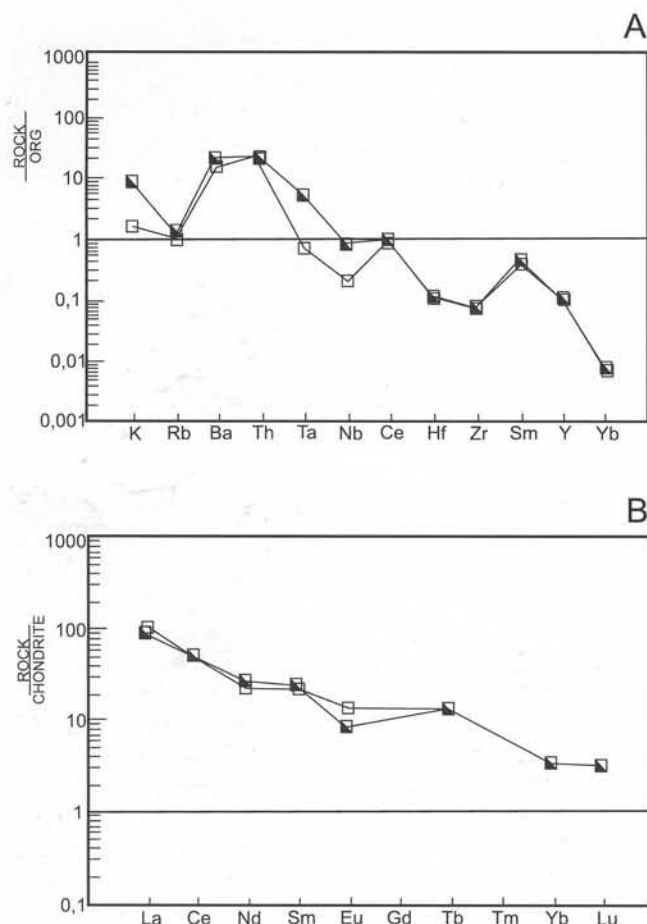 A
1000
100
10
1
0,1
0,01
0,001
ROCK
ORG
K Rb Ba Th Ta Nb Ce Hf Zr Sm Y Yb
B
1000
100
10
1
0,1
ROCK
CHONDRITE
La Ce Nd Sm Eu Gd Tb Tm Yb Lu